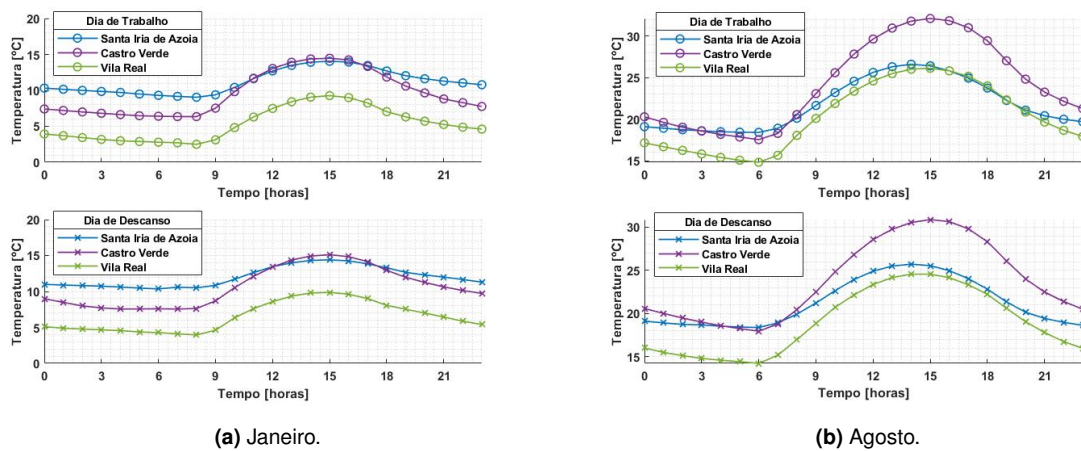 Dia de Trabalho
Santa Iria de Azoia
Castro Verde
Vila Real
Temperatura [ºC]
20
15
10
5
0
0 3 6 9 12 15 18 21
Tempo [horas]
Dia de Descanso
Santa Iria de Azoia
Castro Verde
Vila Real
Temperatura [ºC]
20
15
10
5
0
0 3 6 9 12 15 18 21
Tempo [horas]
(a) Janeiro.
Dia de Trabalho
Santa Iria de Azoia
Castro Verde
Vila Real
Temperatura [ºC]
30
25
20
15
0 3 6 9 12 15 18 21
Tempo [horas]
Dia de Descanso
Santa Iria de Azoia
Castro Verde
Vila Real
Temperatura [ºC]
30
25
20
15
0 3 6 9 12 15 18 21
Tempo [horas]
(b) Agosto.